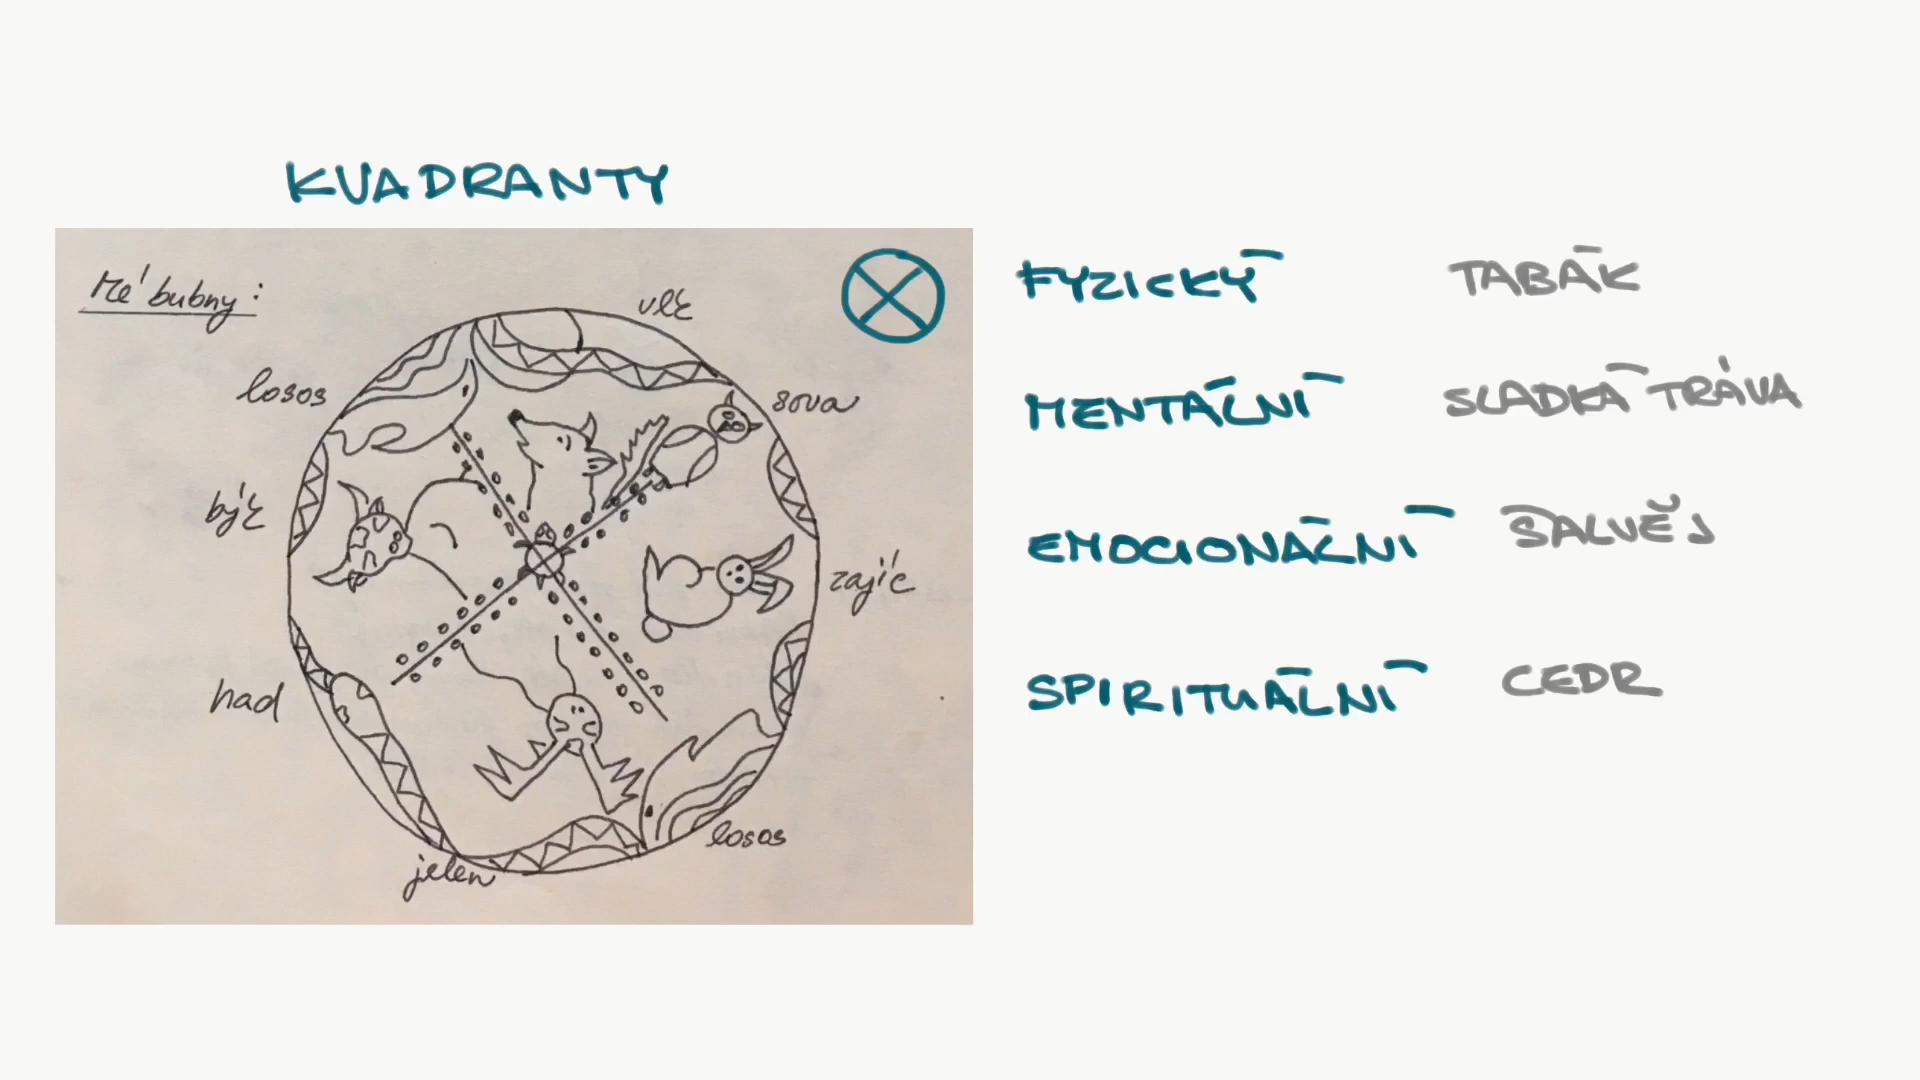 KVADRANTY
Mé bubny:
vlk
losos
sova
býk
zajíc
had
losos
jelen
FYZICKÝ TABÁK
MENTÁLNÍ SLADKÁ TRÁVA
EMOCIONÁLNÍ ŠALVĚJ
SPIRITUÁLNÍ CEDR